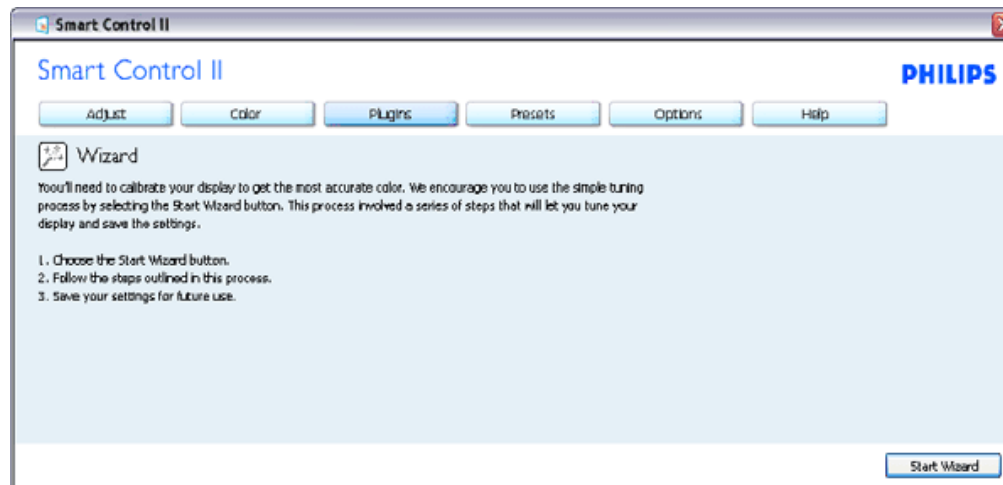 Smart Control II
Smart Control II
PHILIPS
Adjust
Color
Plugins
Presets
Options
Help
Wizard
Yoou'll need to calibrate your display to get the most accurate color. We encourage you to use the simple tuning
process by selecting the Start Wizard button. This process involved a series of steps that will let you tune your
display and save the settings.
1. Choose the Start Wizard button.
2. Follow the steps outlined in this process.
3. Save your settings for future use.
Start Wizard